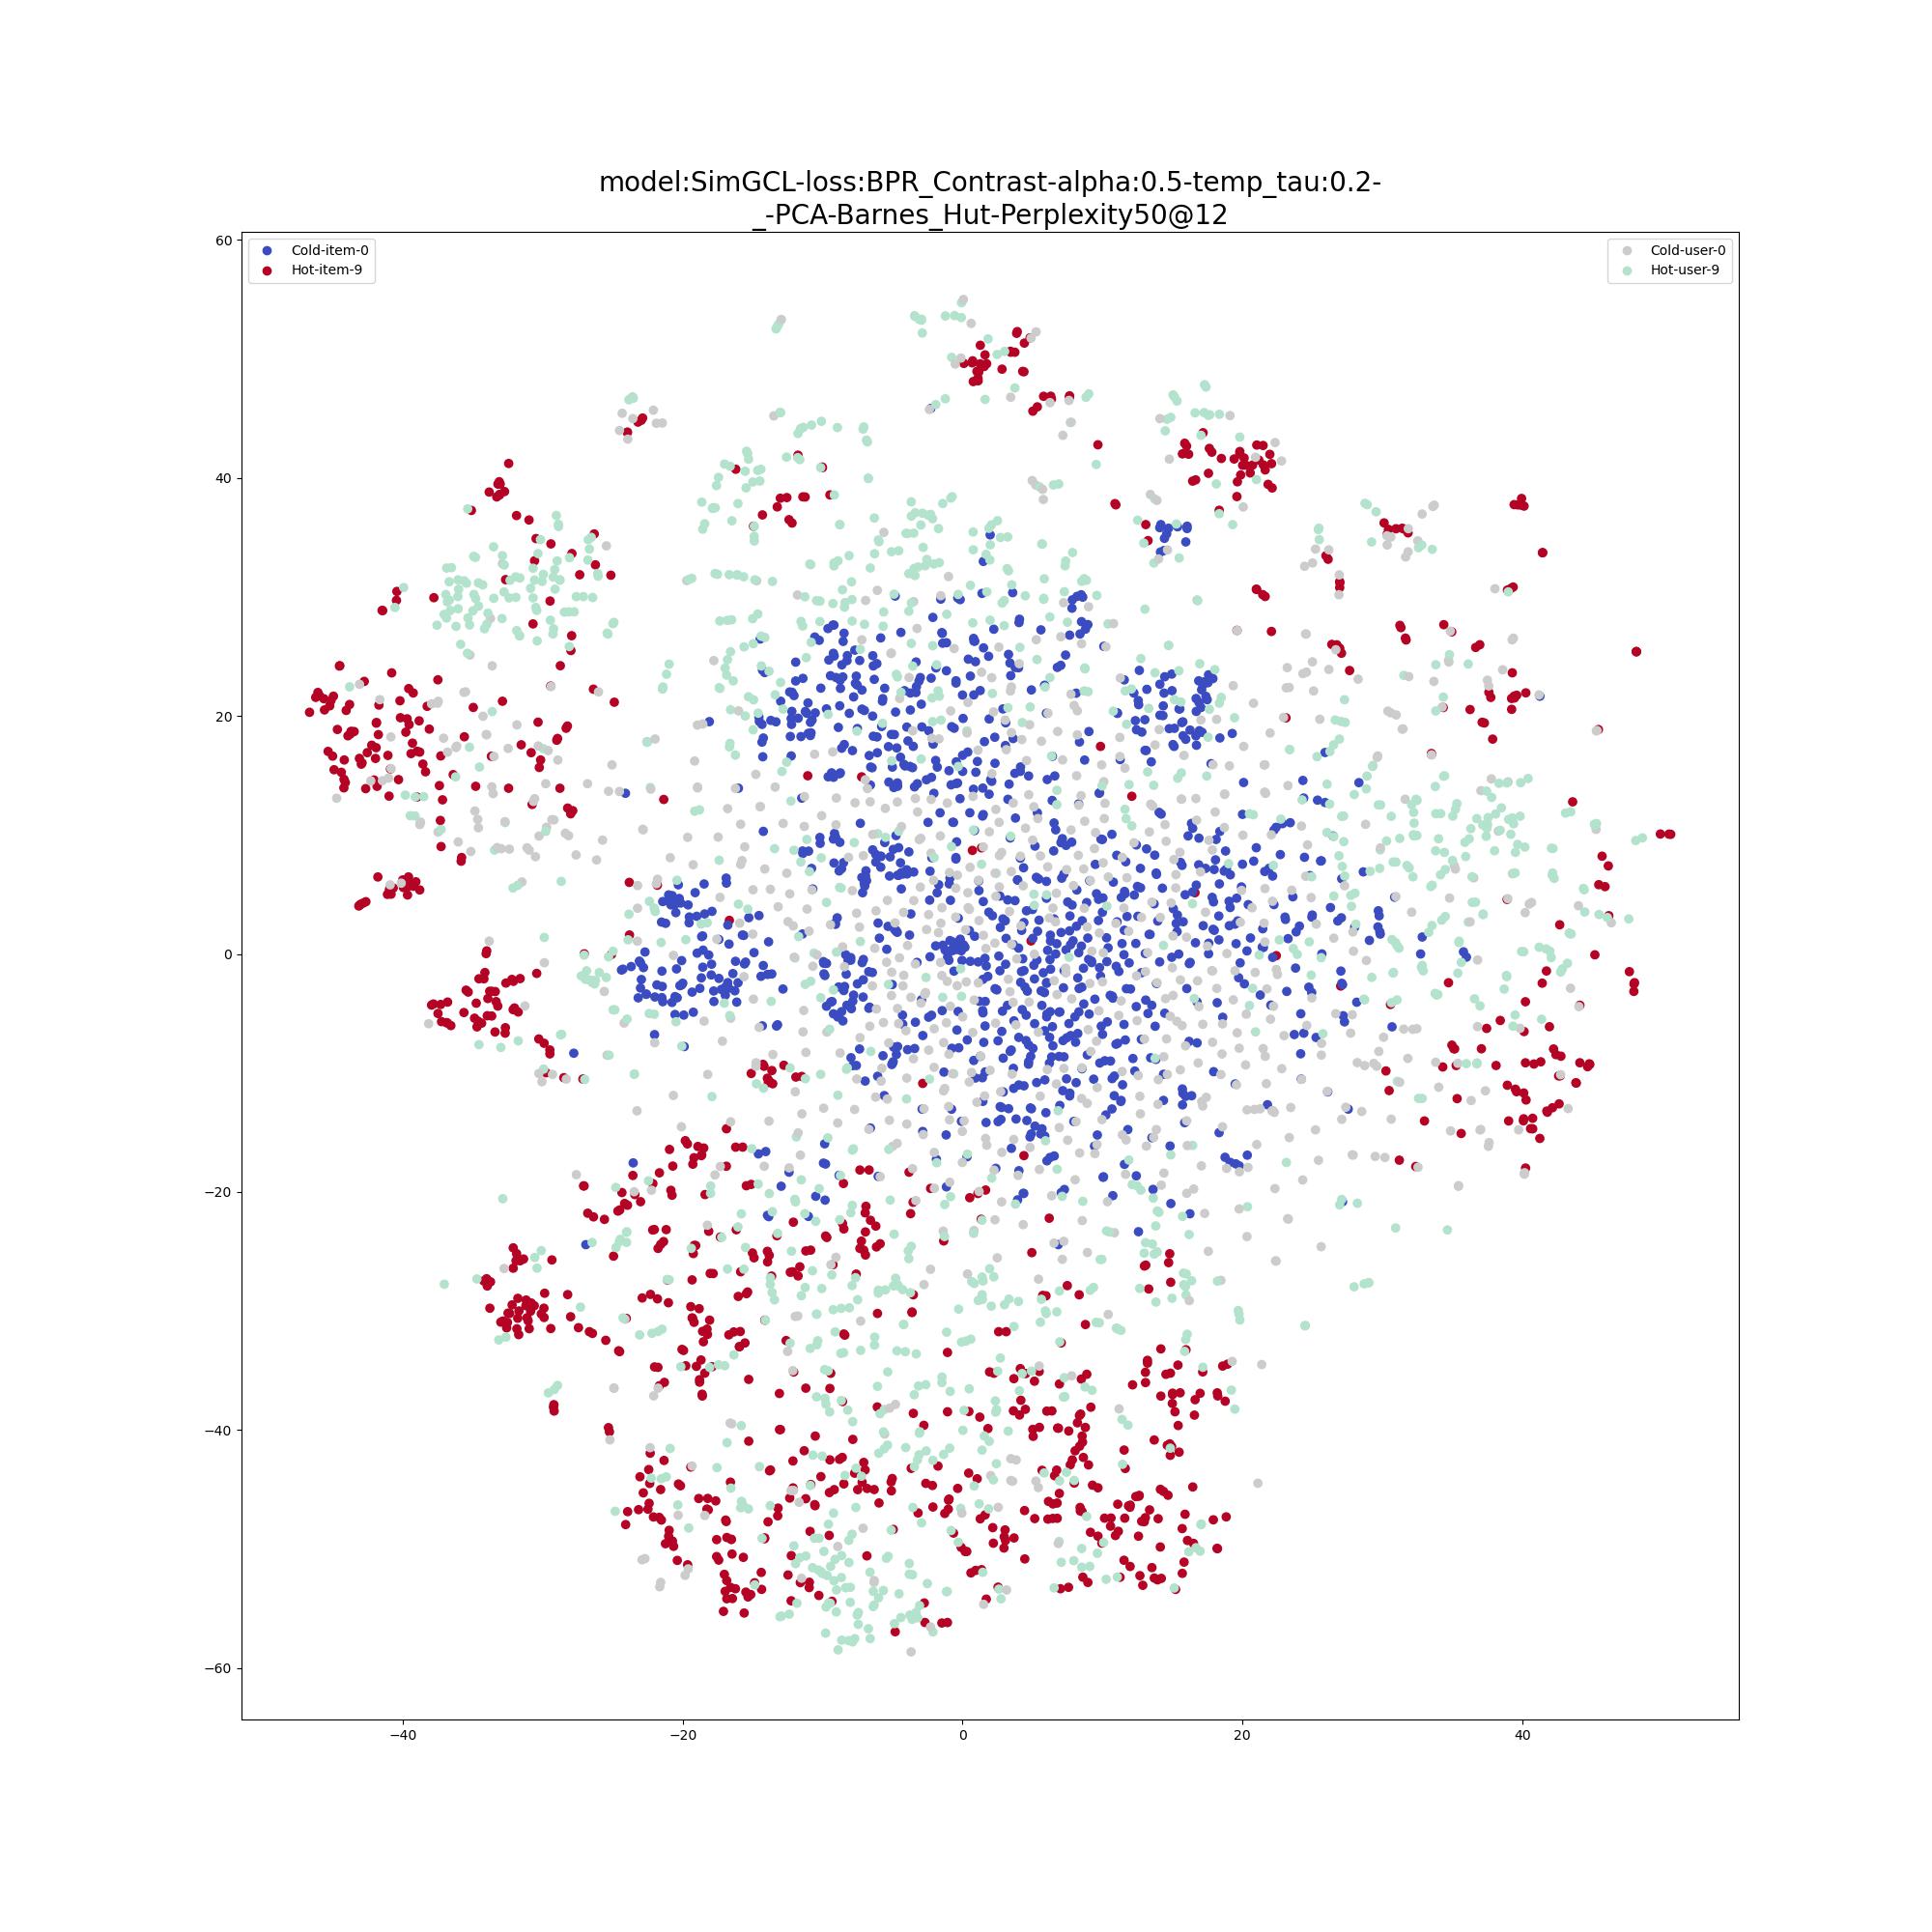 model:SimGCL-loss:BPR_Contrast-alpha:0.5-temp_tau:0.2-
_-PCA-Barnes_Hut-Perplexity50@12
Cold-item-0
Hot-item-9
Cold-user-0
Hot-user-9
60
40
20
0
−20
−40
−60
−40
−20
0
20
40